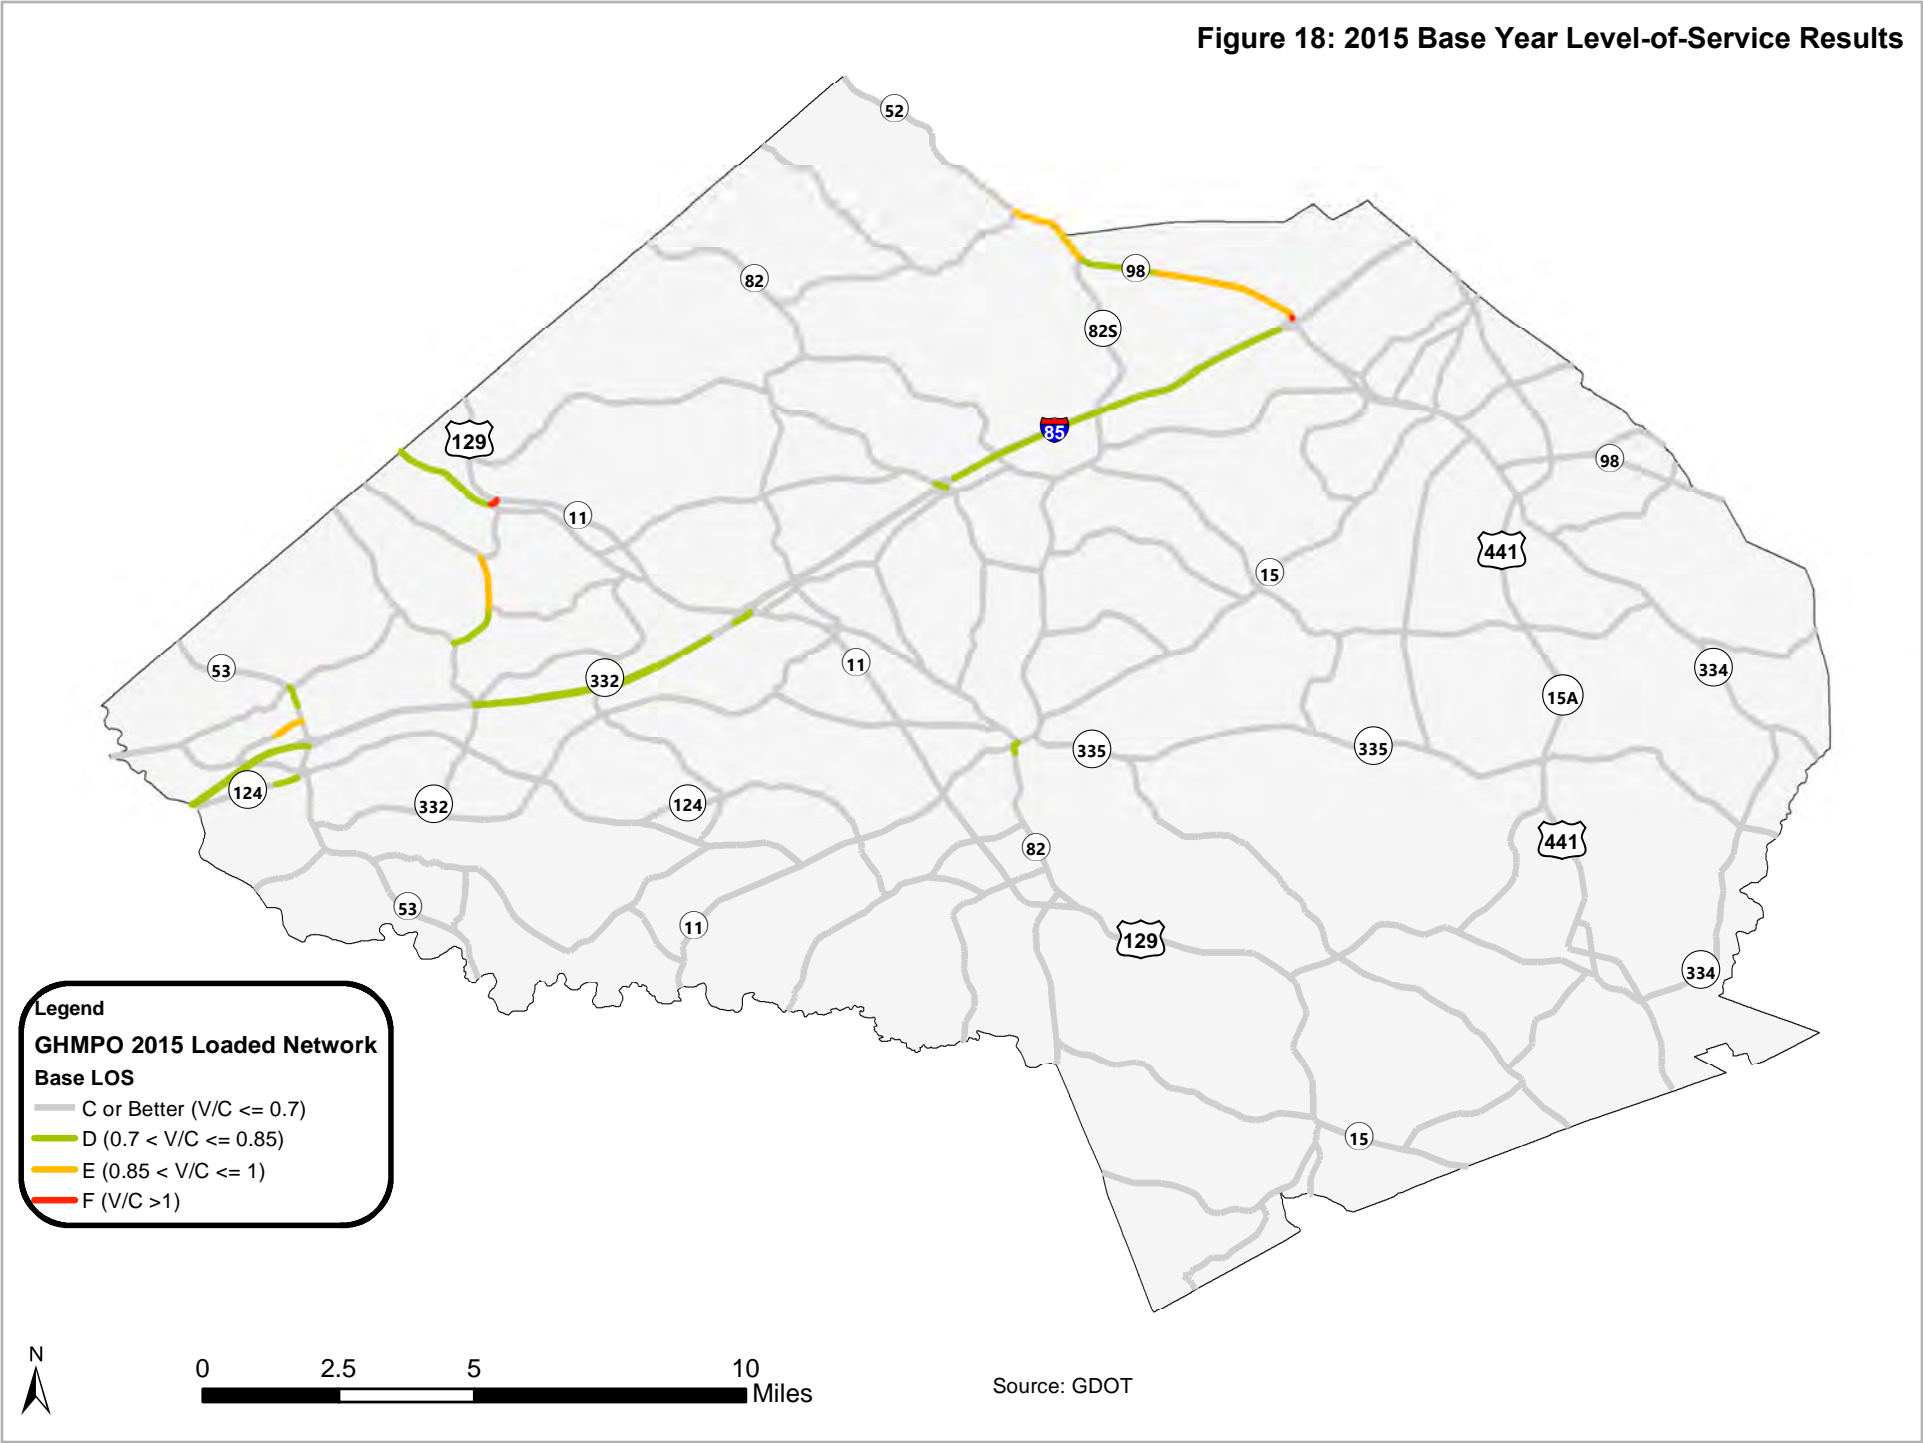 Figure 18: 2015 Base Year Level-of-Service Results
52
98
82
82S
85
129
98
11
441
15
53
11
332
334
15A
335
335
124
332
124
441
82
53
11
129
334
15
Legend
GHMPO 2015 Loaded Network
Base LOS
C or Better (V/C <= 0.7)
D (0.7 < V/C <= 0.85)
E (0.85 < V/C <= 1)
F (V/C >1)
N
0 2.5 5 10
Miles
Source: GDOT